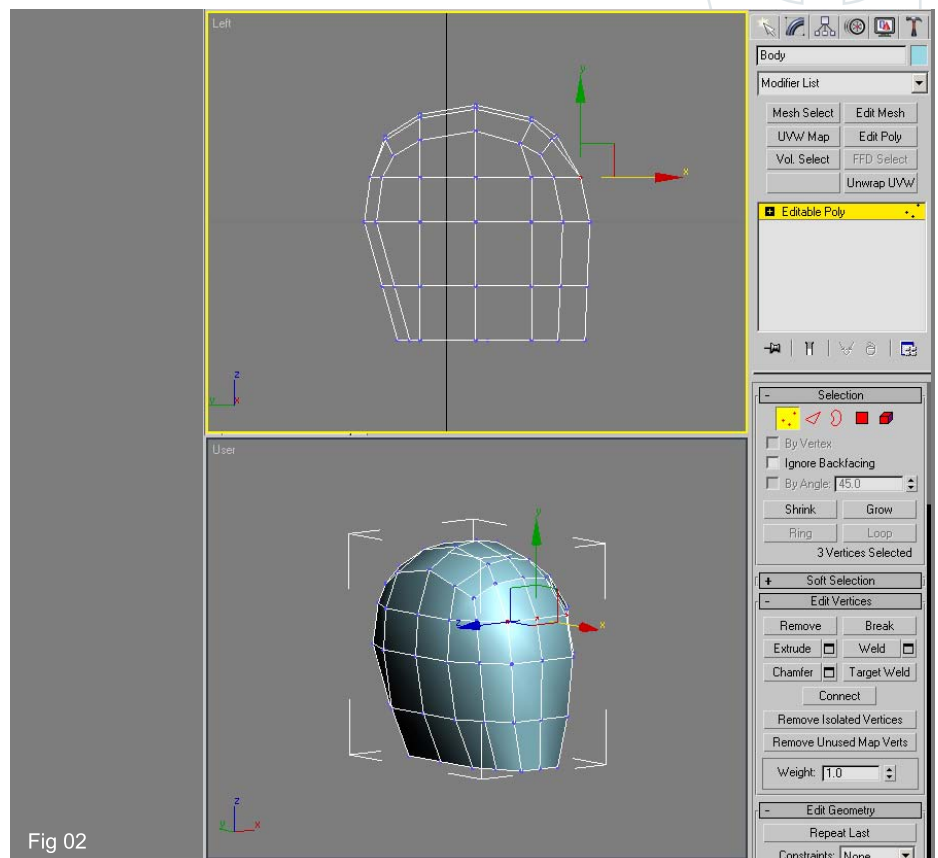 Left
y
x
z
y
x
User
y
z
x
z
y
x
Fig 02
Body
Modifier List
Mesh Select Edit Mesh
UVW Map Edit Poly
Vol. Select FFD Select
Unwrap UVW
Editable Poly
- Selection
By Vertex
Ignore Backfacing
By Angle: 45.0
Shrink Grow
Ring Loop
3 Vertices Selected
+ Soft Selection
- Edit Vertices
Remove Break
Extrude Weld
Chamfer Target Weld
Connect
Remove Isolated Vertices
Remove Unused Map Verts
Weight: 1.0
- Edit Geometry
Repeat Last
Constraints: None